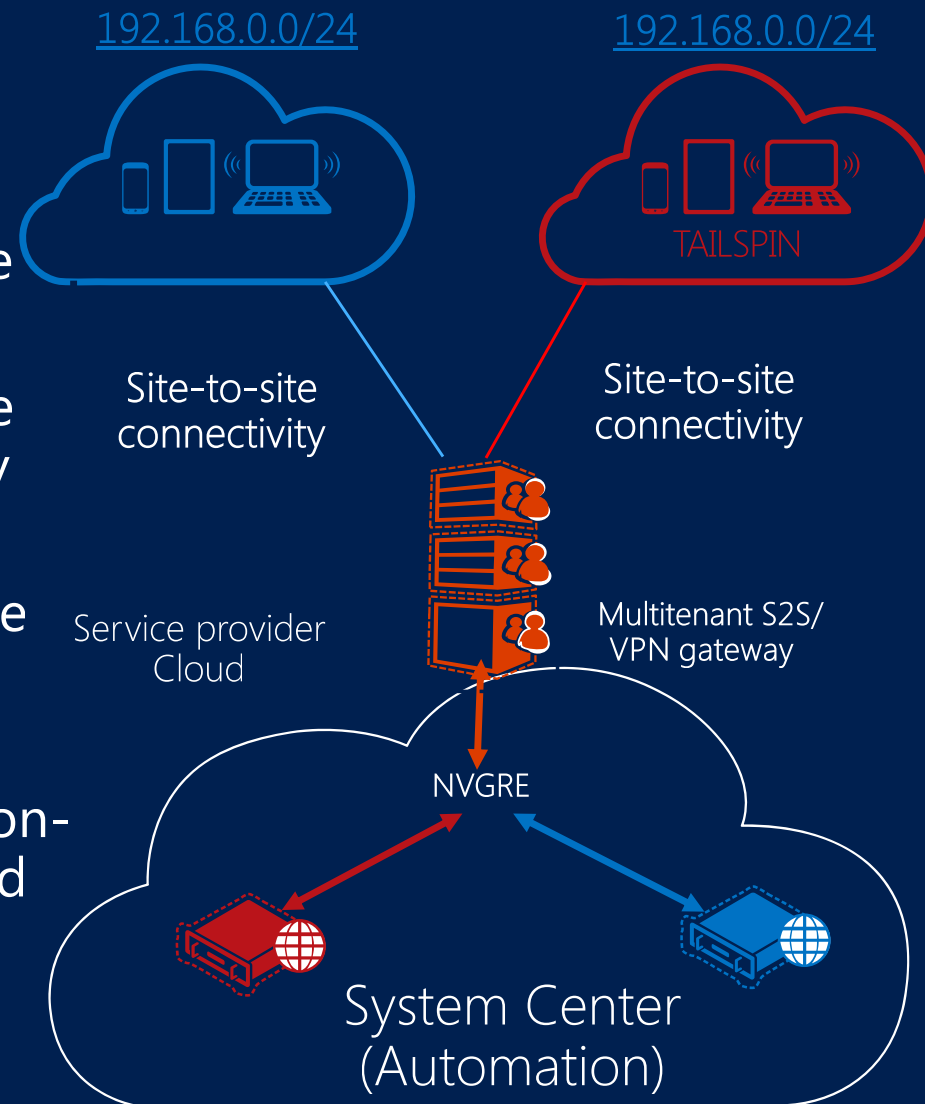 192.168.0.0/24
192.168.0.0/24
TAILSPIN
Site-to-site
connectivity
Site-to-site
connectivity
Service provider
Cloud
Multitenant S2S/
VPN gateway
NVGRE
on-
System Center
(Automation)